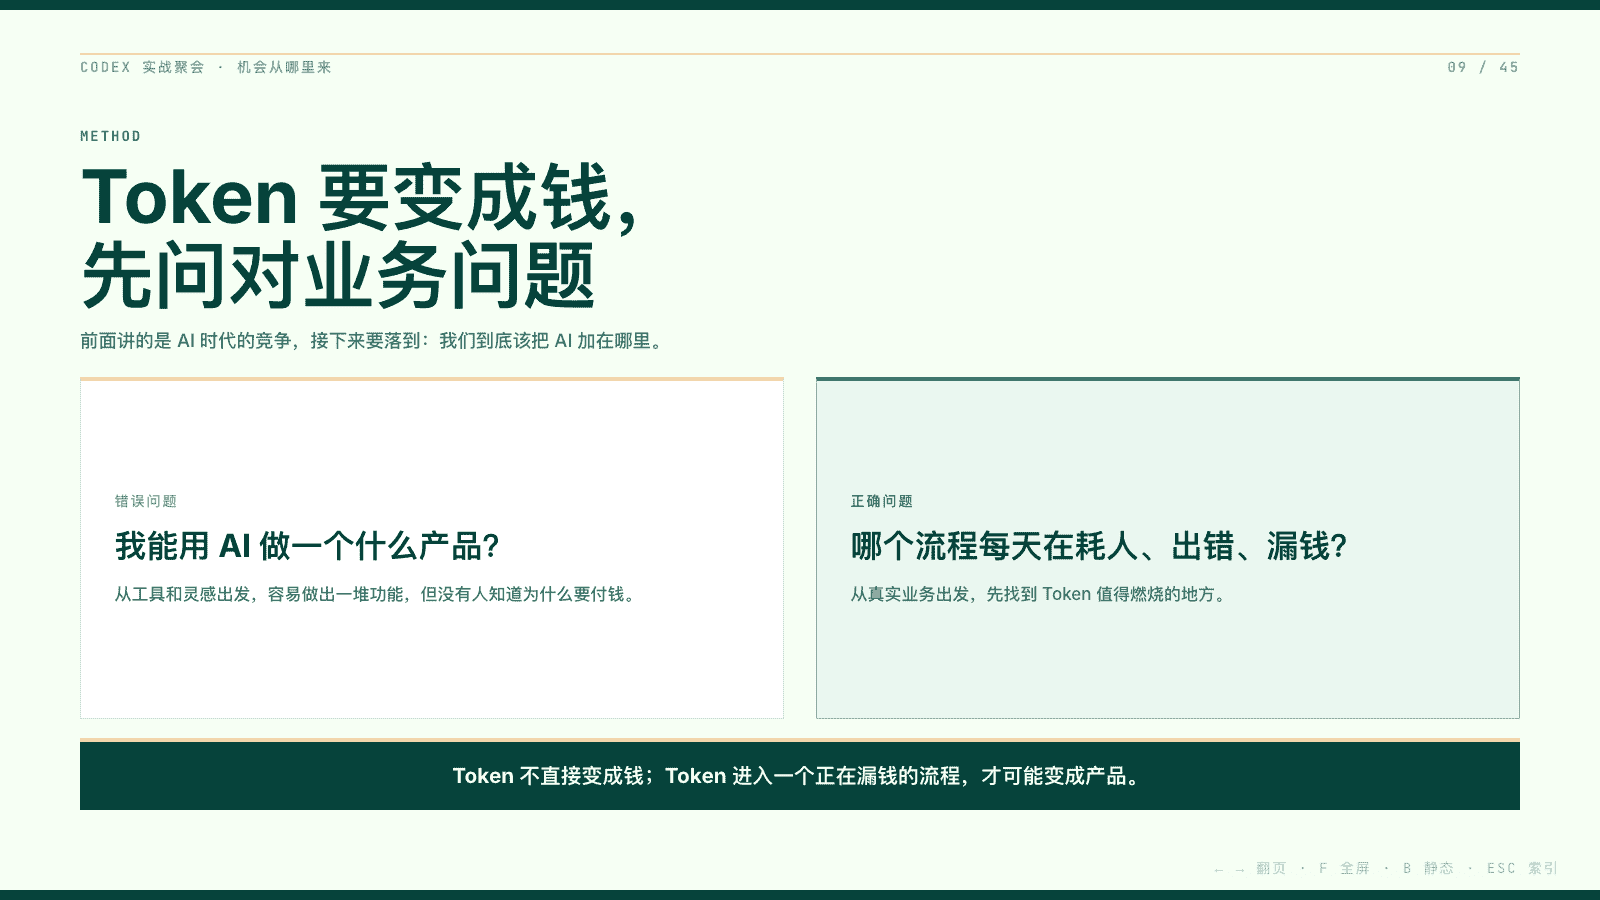 CODEX 实战聚会 · 机会从哪里来
09 / 45
METHOD
Token 要变成钱，
先问对业务问题
前面讲的是 AI 时代的竞争，接下来要落到：我们到底该把 AI 加在哪里。
错误问题
我能用 AI 做一个什么产品？
从工具和灵感出发，容易做出一堆功能，但没有人知道为什么要付钱。
正确问题
哪个流程每天在耗人、出错、漏钱？
从真实业务出发，先找到 Token 值得燃烧的地方。
Token 不直接变成钱；Token 进入一个正在漏钱的流程，才可能变成产品。
← → 翻页 · F 全屏 · B 静态 · ESC 索引